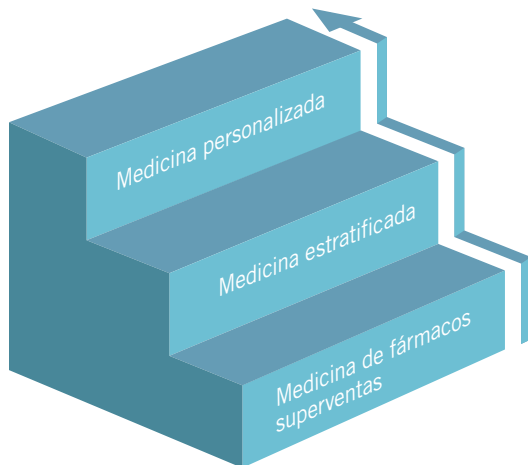 Medicina personalizada
Medicina estratificada
Medicina de fármacos
superventas